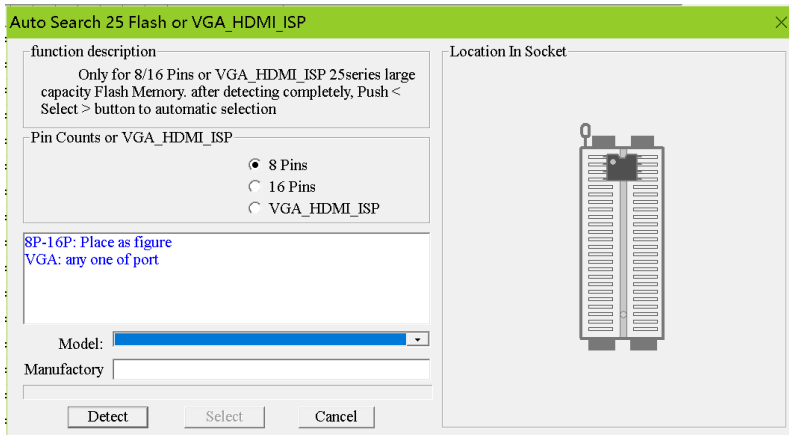 Auto Search 25 Flash or VGA_HDMI_ISP
function description
Only for 8/16 Pins or VGA_HDMI_ISP 25series large
capacity Flash Memory. after detecting completely, Push <
Select > button to automatic selection
Pin Counts or VGA_HDMI_ISP
8 Pins
16 Pins
VGA_HDMI_ISP
8P-16P: Place as figure
VGA: any one of port
Model:
Manufactory
Detect
Select
Cancel
Location In Socket